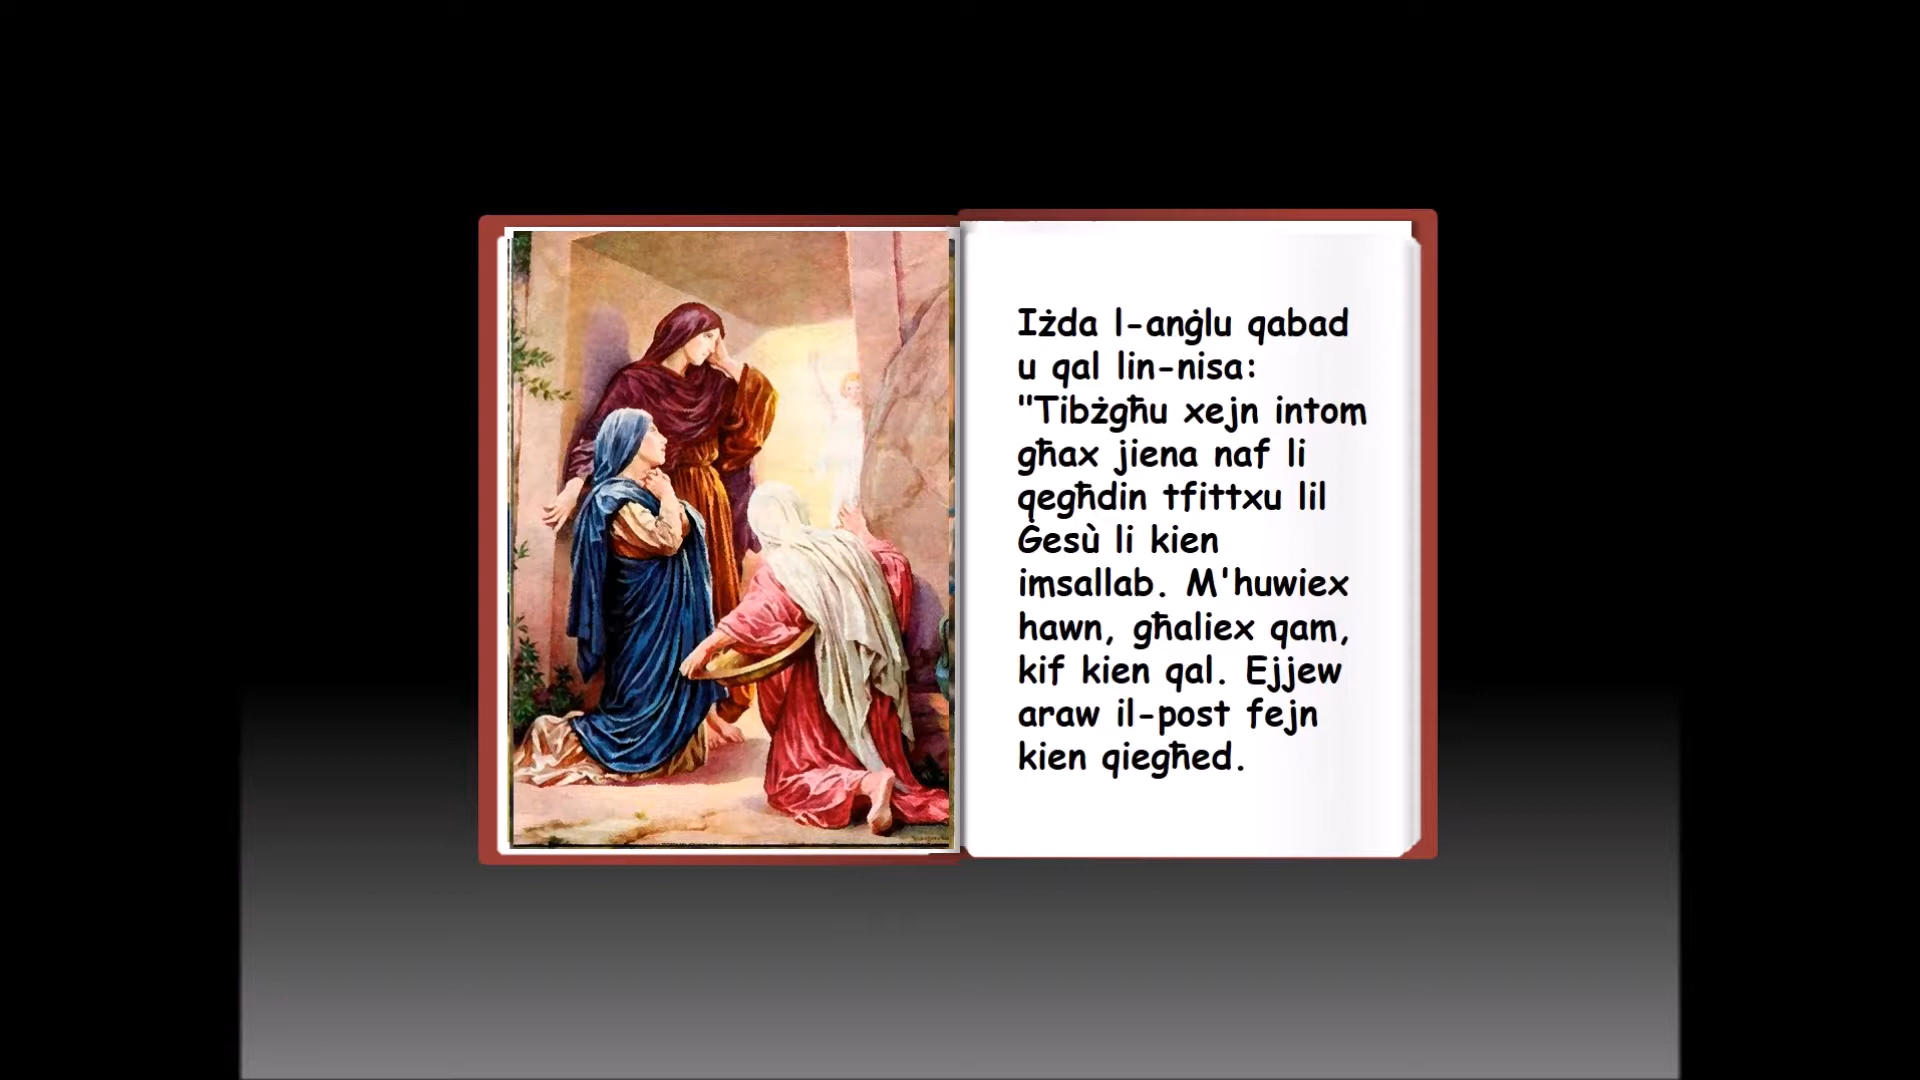 Iżda l-anġlu qabad
u qal lin-nisa:
"Tibżgħu xejn intom
għax jiena naf li
qegħdin tfittxu lil
Ġesù li kien
imsallab. M'huwiex
hawn, għaliex qam,
kif kien qal. Ejjew
araw il-post fejn
kien qiegħed.